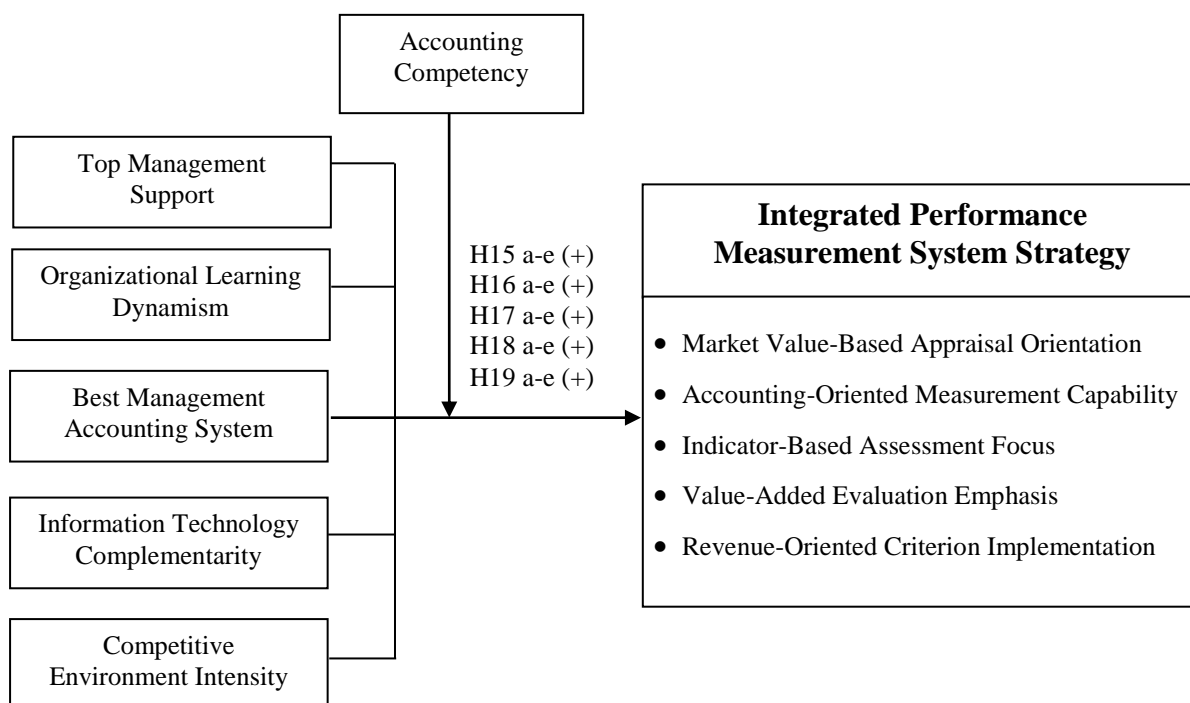 Accounting
Competency
Top Management
Support
Organizational Learning
Dynamism
Best Management
Accounting System
Information Technology
Complementarity
Competitive
Environment Intensity
H15 a-e (+)
H16 a-e (+)
H17 a-e (+)
H18 a-e (+)
H19 a-e (+)
Integrated Performance
Measurement System Strategy
• Market Value-Based Appraisal Orientation
• Accounting-Oriented Measurement Capability
• Indicator-Based Assessment Focus
• Value-Added Evaluation Emphasis
• Revenue-Oriented Criterion Implementation